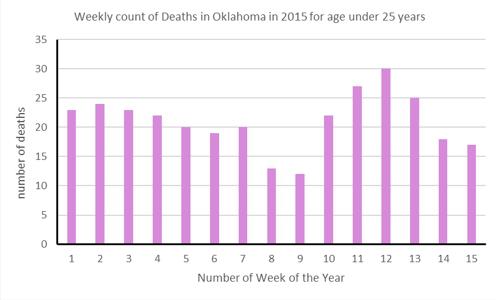 Weekly count of Deaths in Oklahoma in 2015 for age under 25 years
35
30
25
20
15
10
5
0
number of deaths
1 2 3 4 5 6 7 8 9 10 11 12 13 14 15
Number of Week of the Year